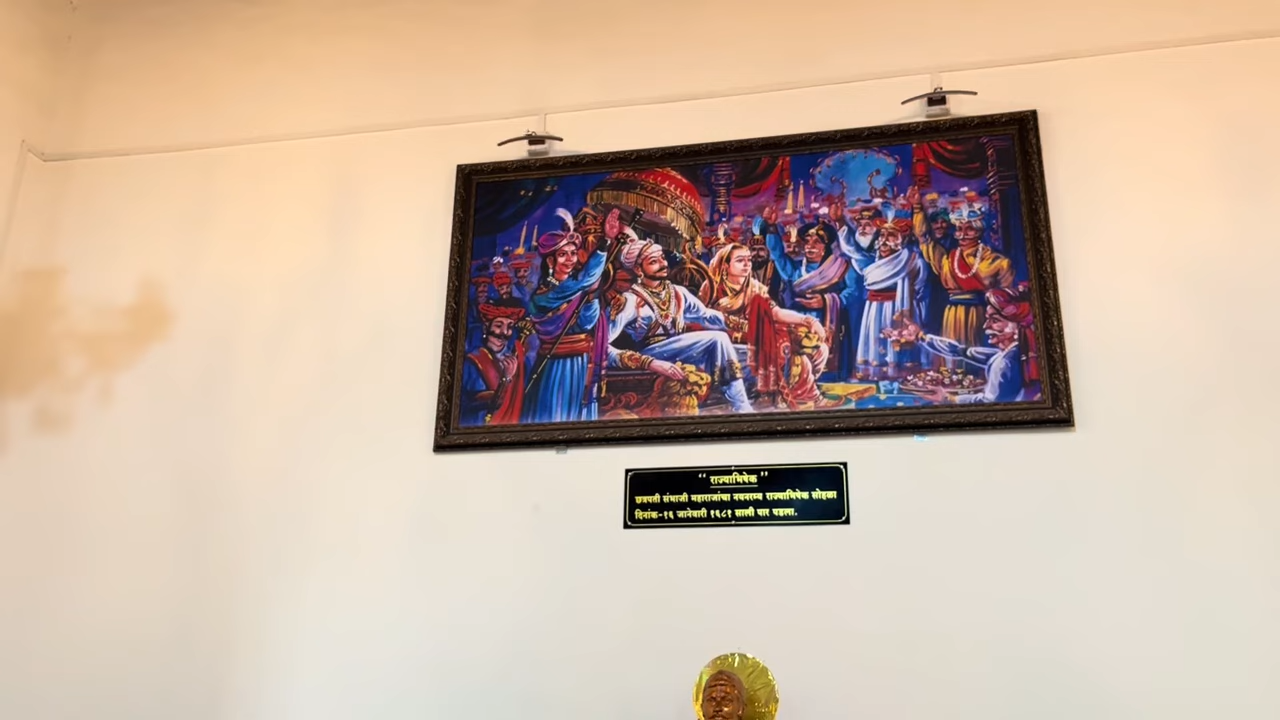 “ राज्याभिषेक ”
छत्रपती संभाजी महाराजांचा नयनरम्य राज्याभिषेक सोहळा
दिनांक-१६ जानेवारी १६८१ साली पार पडला.